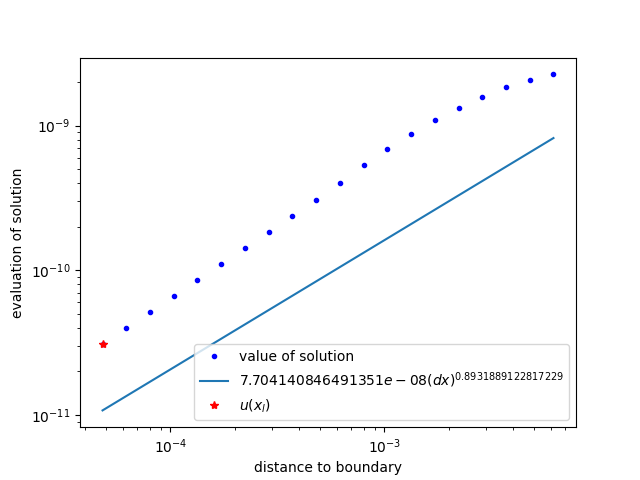 10⁻⁹
10⁻¹⁰
10⁻¹¹
evaluation of solution
value of solution
7.704140846491351e − 08(dx)^0.8931889122817229
u(x_l)
10⁻⁴
10⁻³
distance to boundary